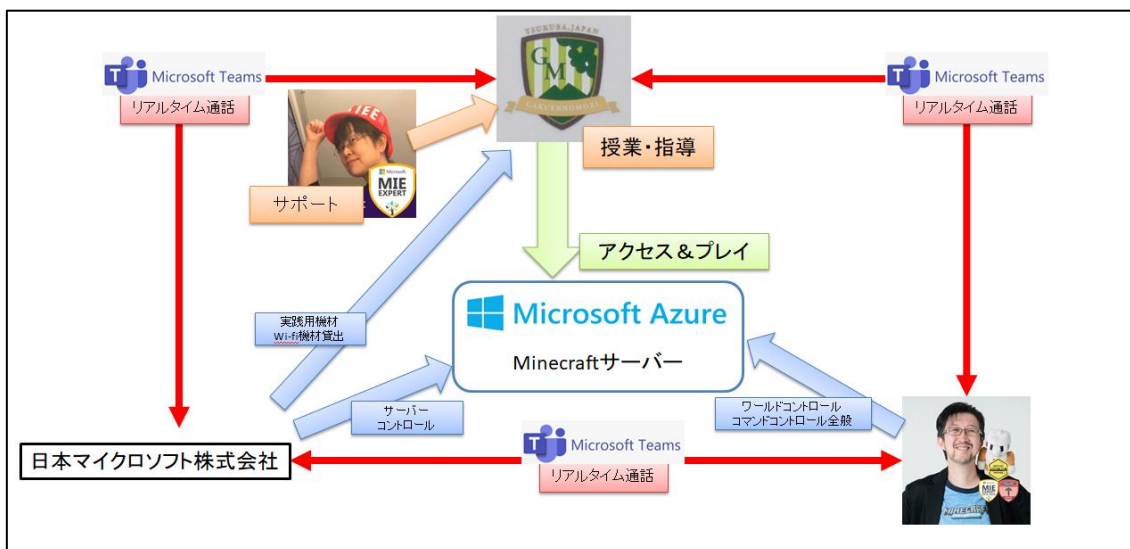 TSUKUBA, JAPAN
GM
GAKUENNOMORI
Microsoft Teams
リアルタイム通話
Microsoft Teams
リアルタイム通話
Microsoft
MIE
EXPERT
サポート
授業・指導
アクセス＆プレイ
Microsoft Azure
Minecraftサーバー
実践用機材
Wi-fi機材貸出
サーバー
コントロール
ワールドコントロール
コマンドコントロール全般
Microsoft Teams
リアルタイム通話
日本マイクロソフト株式会社
MIE
EXPERT